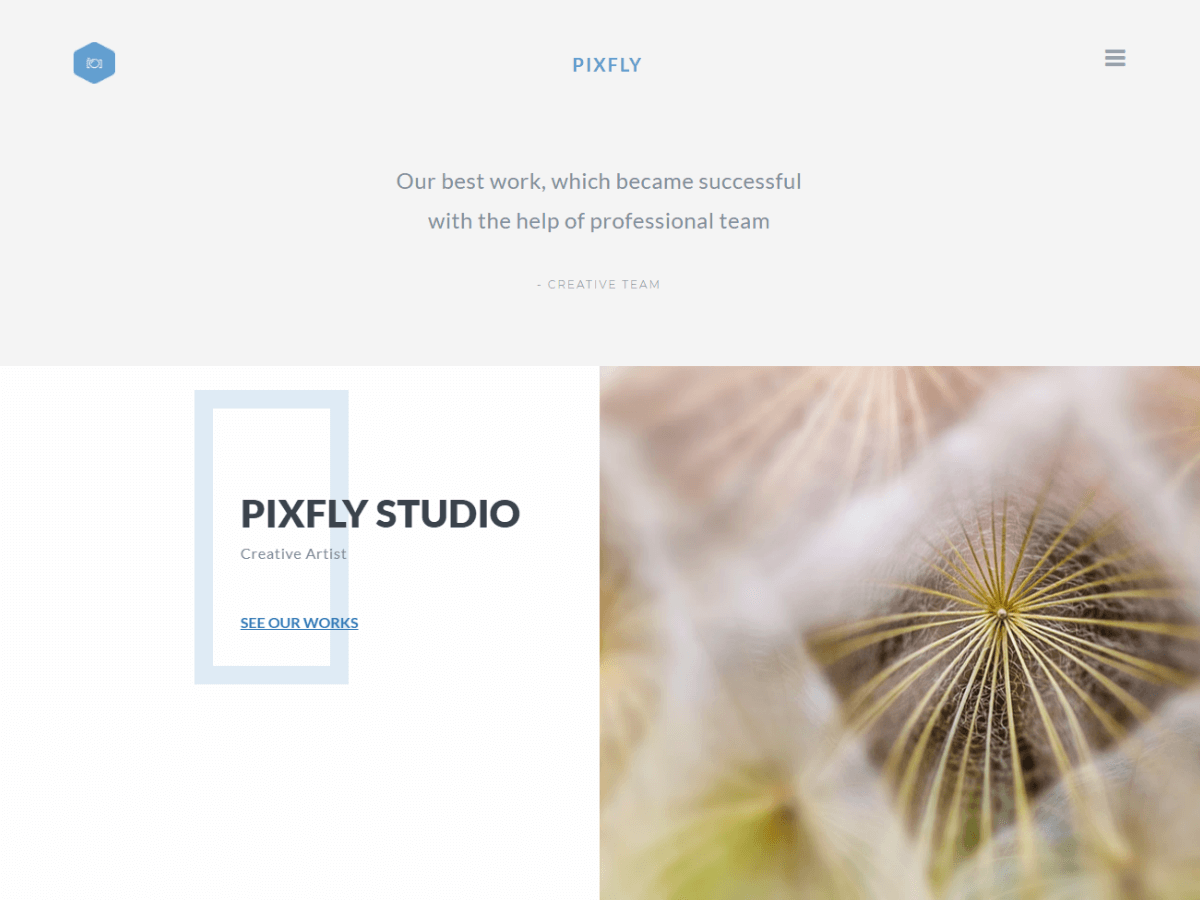 PIXFLY
Our best work, which became successful
with the help of professional team
- CREATIVE TEAM
PIXFLY STUDIO
Creative Artist
SEE OUR WORKS